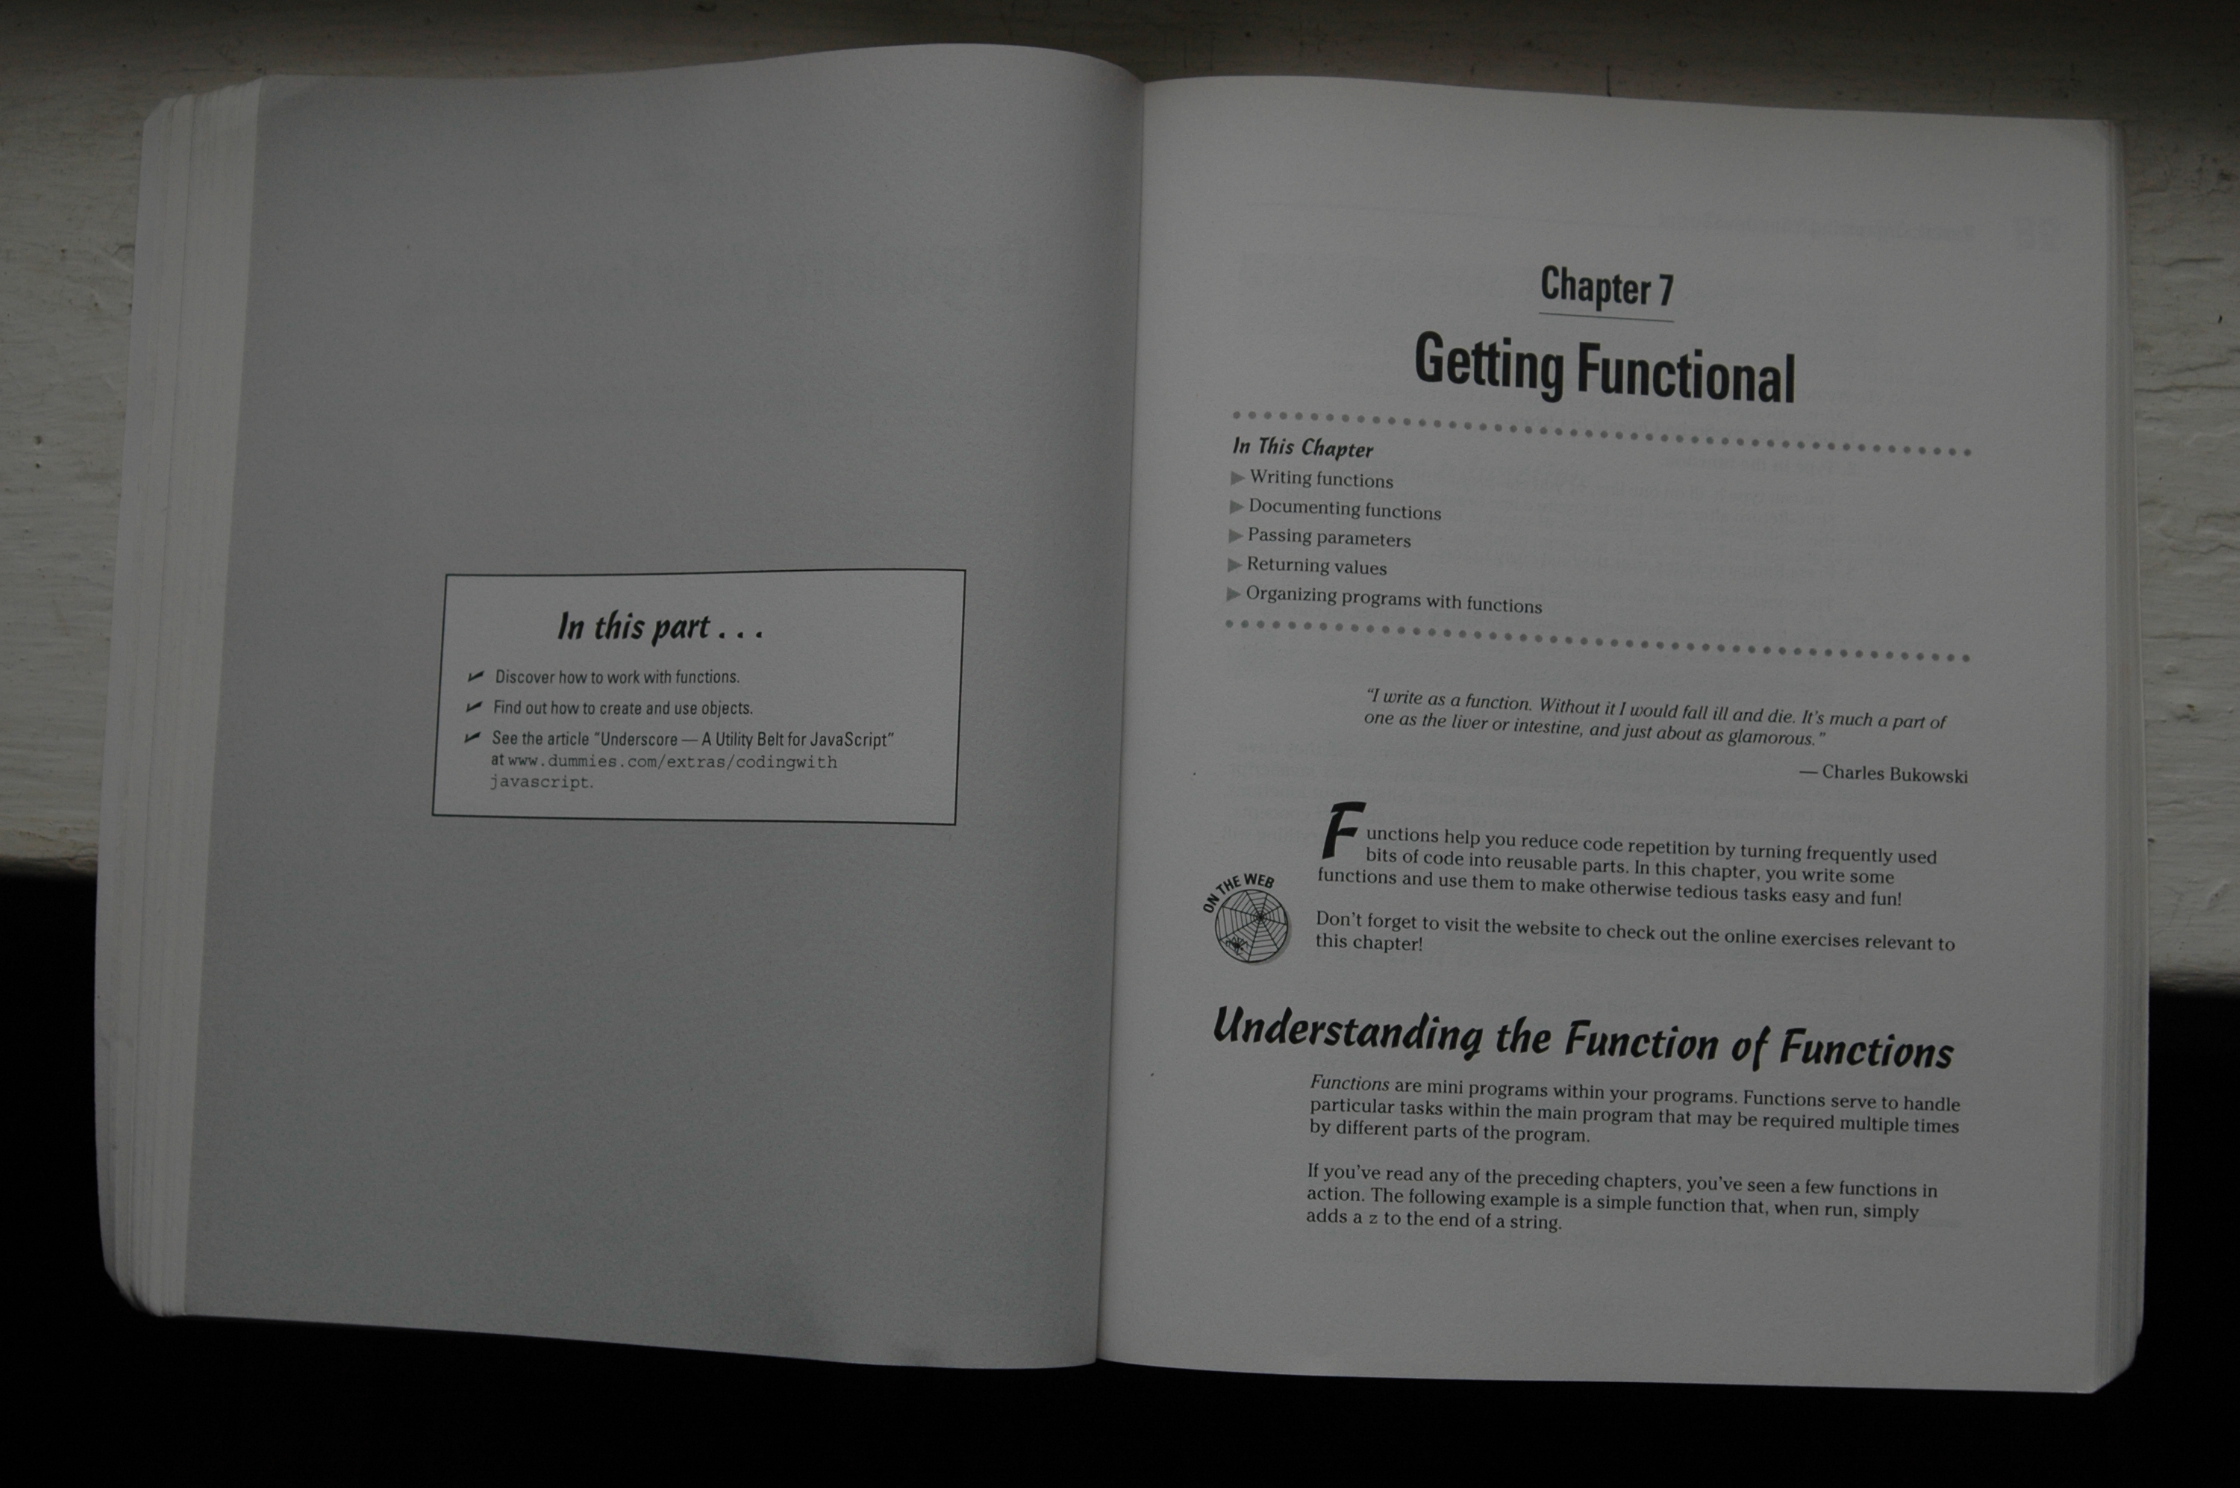 In this part . . .
Discover how to work with functions.
Find out how to create and use objects.
See the article “Underscore — A Utility Belt for JavaScript”
at www.dummies.com/extras/codingwith
javascript.
Chapter 7
Getting Functional
In This Chapter
Writing functions
Documenting functions
Passing parameters
Returning values
Organizing programs with functions
“I write as a function. Without it I would fall ill and die. It’s much a part of
one as the liver or intestine, and just about as glamorous.”
— Charles Bukowski
Functions help you reduce code repetition by turning frequently used
bits of code into reusable parts. In this chapter, you write some
functions and use them to make otherwise tedious tasks easy and fun!
ON THE WEB
Don’t forget to visit the website to check out the online exercises relevant to
this chapter!
Understanding the Function of Functions
Functions are mini programs within your programs. Functions serve to handle
particular tasks within the main program that may be required multiple times
by different parts of the program.
If you’ve read any of the preceding chapters, you’ve seen a few functions in
action. The following example is a simple function that, when run, simply
adds a z to the end of a string.